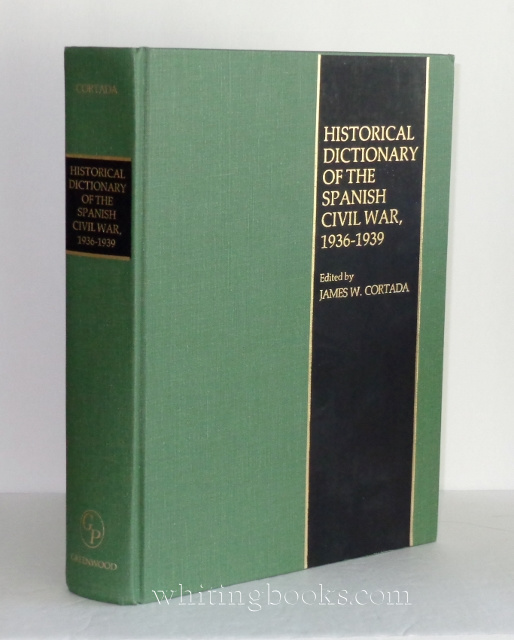 CORTADA
HISTORICAL
DICTIONARY
OF THE
SPANISH
CIVIL WAR,
1936-1939
GP
GREENWOOD
HISTORICAL
DICTIONARY
OF THE
SPANISH
CIVIL WAR,
1936-1939
Edited by
JAMES W. CORTADA
whitingbooks.com